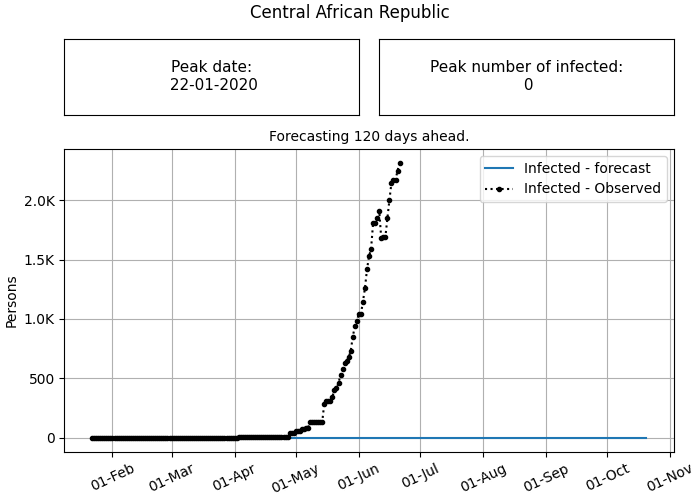 Central African Republic
Peak date:
22-01-2020
Peak number of infected:
0
Forecasting 120 days ahead.
Infected - forecast
Infected - Observed
Persons
2.0K
1.5K
1.0K
500
0
01-Feb
01-Mar
01-Apr
01-May
01-Jun
01-Jul
01-Aug
01-Sep
01-Oct
01-Nov